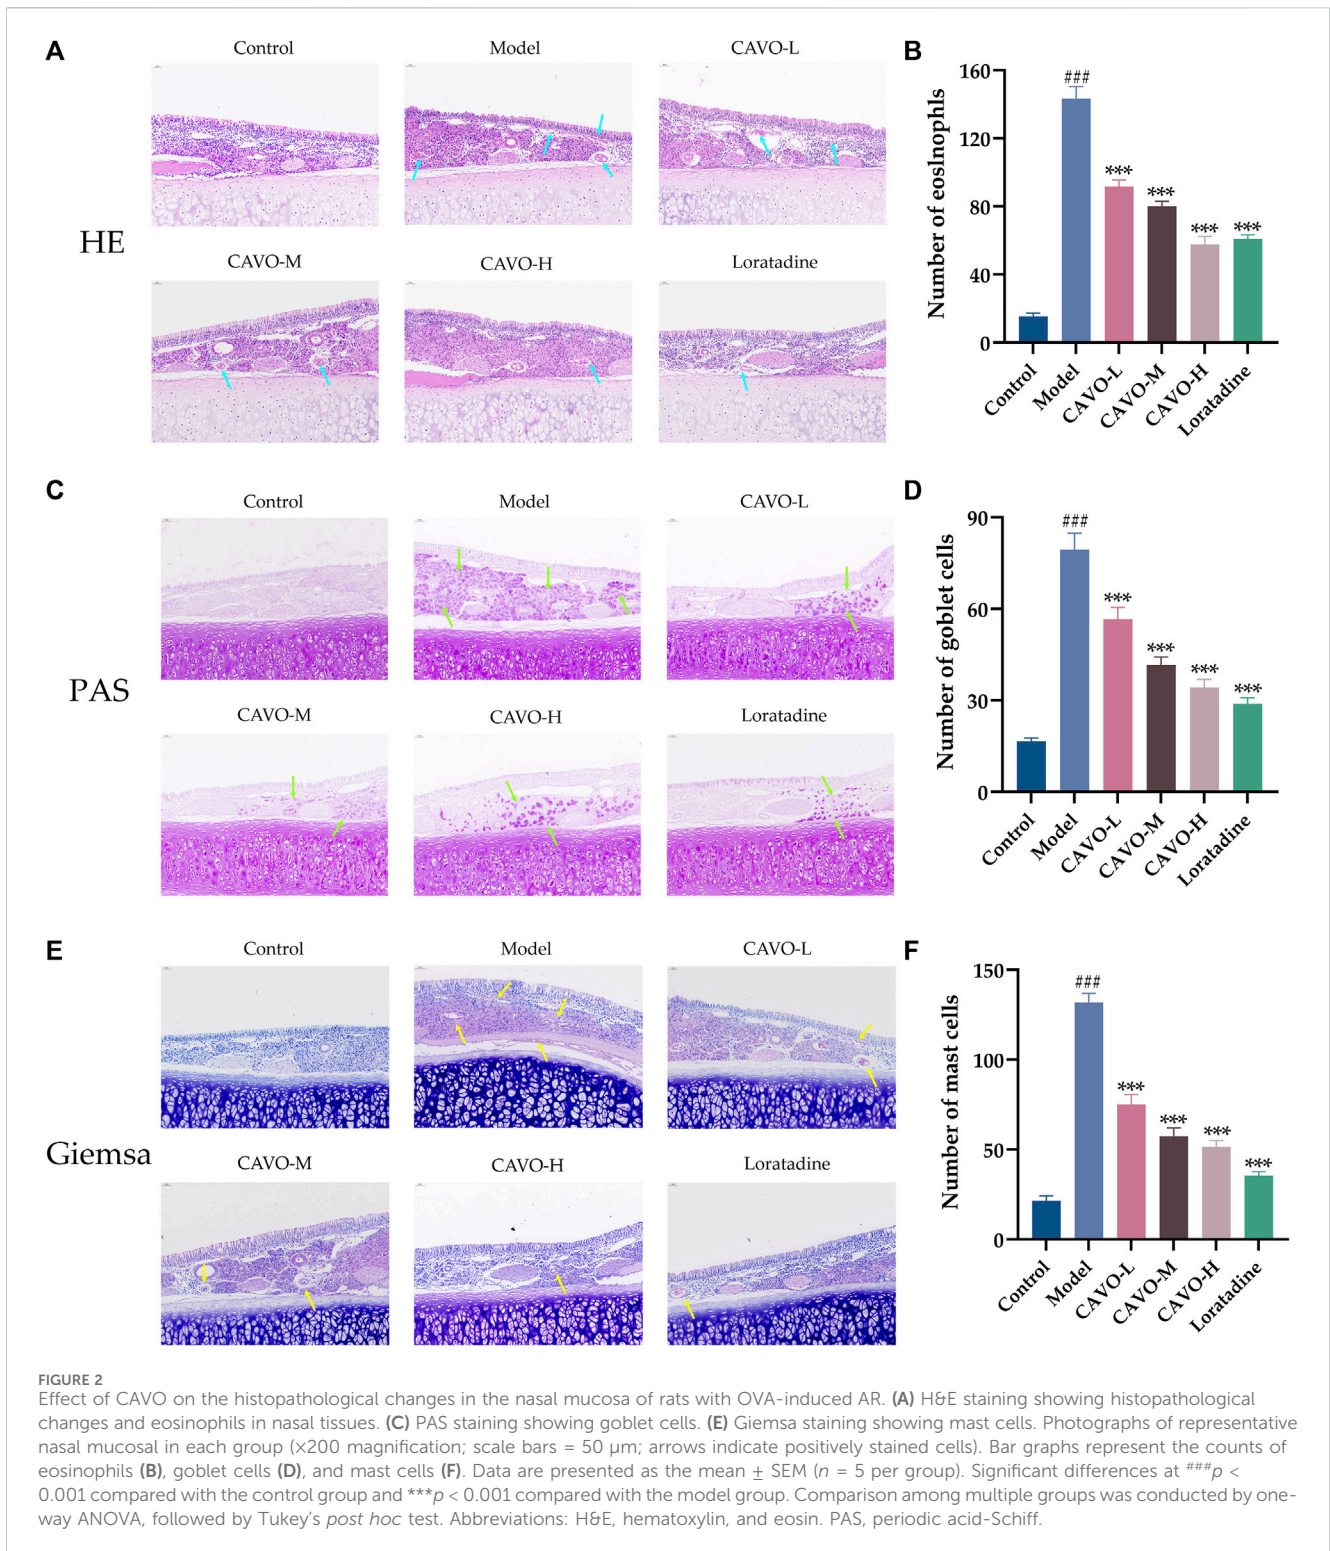 A
Control
Model
CAVO-L
HE
CAVO-M
CAVO-H
Loratadine
B
Number of eoslnophls
160
120
80
40
0
###
***
***
***
***
Control
Model
CAVO-L
CAVO-M
CAVO-H
Loratadine
C
Control
Model
CAVO-L
PAS
CAVO-M
CAVO-H
Loratadine
D
Number of goblet cells
90
60
30
0
###
***
***
***
***
Control
Model
CAVO-L
CAVO-M
CAVO-H
Loratadine
E
Control
Model
CAVO-L
Giemsa
CAVO-M
CAVO-H
Loratadine
F
Number of mast cells
150
100
50
0
###
***
***
***
***
Control
Model
CAVO-L
CAVO-M
CAVO-H
Loratadine
FIGURE 2
Effect of CAVO on the histopathological changes in the nasal mucosa of rats with OVA-induced AR. (A) H&E staining showing histopathological
changes and eosinophils in nasal tissues. (C) PAS staining showing goblet cells. (E) Giemsa staining showing mast cells. Photographs of representative
nasal mucosal in each group (×200 magnification; scale bars = 50 μm; arrows indicate positively stained cells). Bar graphs represent the counts of
eosinophils (B), goblet cells (D), and mast cells (F). Data are presented as the mean ± SEM (n = 5 per group). Significant differences at ###p <
0.001 compared with the control group and ***p < 0.001 compared with the model group. Comparison among multiple groups was conducted by one-
way ANOVA, followed by Tukey's post hoc test. Abbreviations: H&E, hematoxylin, and eosin. PAS, periodic acid-Schiff.